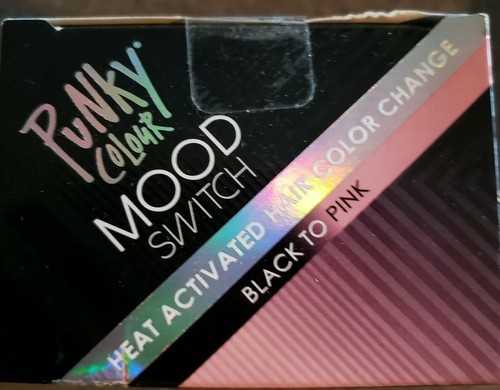 PUNKY
COLOUR
MOOD
SWITCH
HEAT ACTIVATED HAIR COLOR CHANGE
BLACK TO PINK